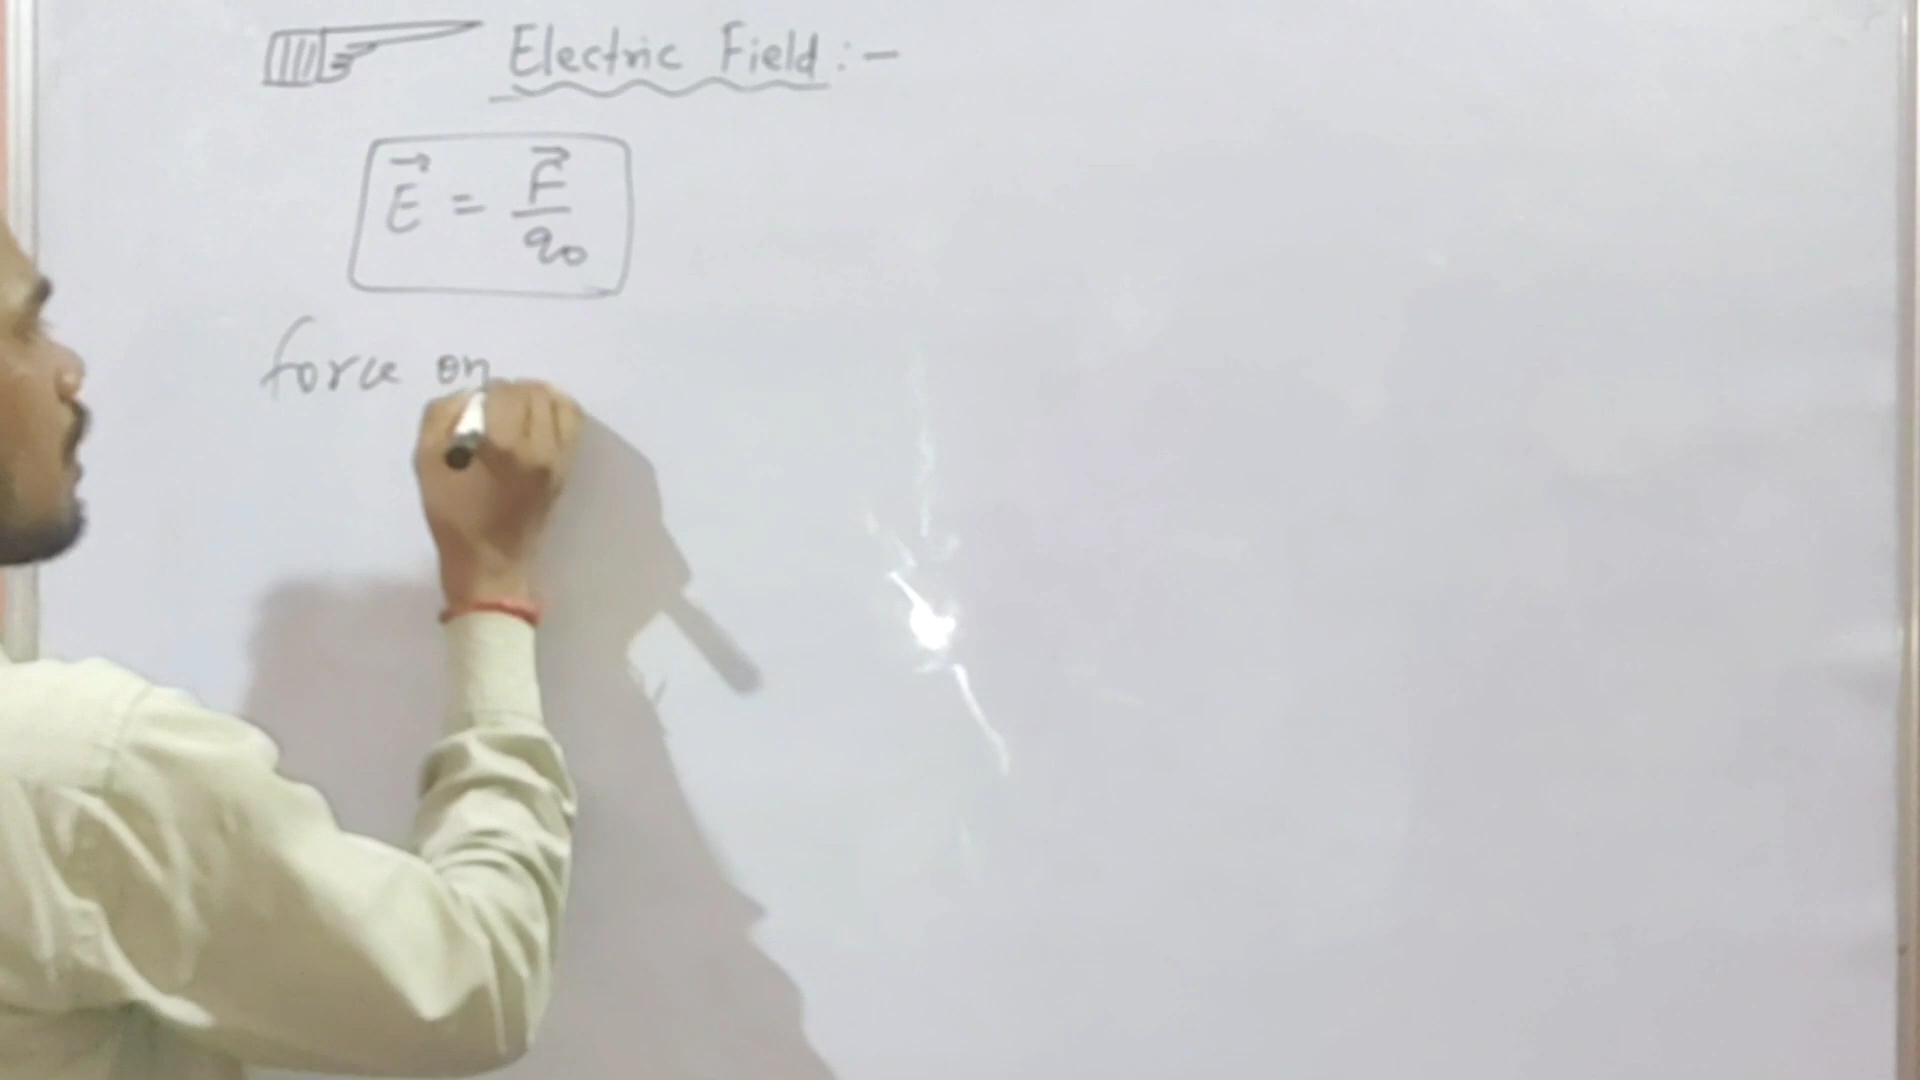 Electric Field :-
E⃗ = F⃗ / q₀
force on